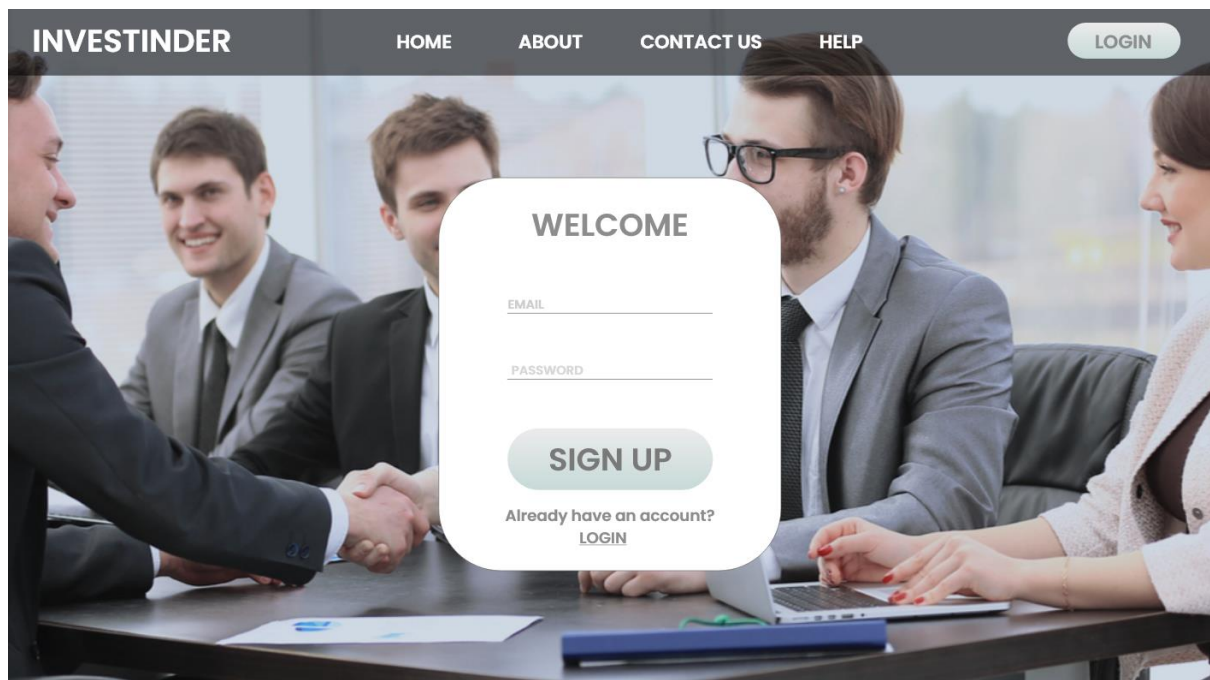 INVESTINDER
HOME
ABOUT
CONTACT US
HELP
LOGIN
WELCOME
EMAIL
PASSWORD
SIGN UP
Already have an account?
LOGIN